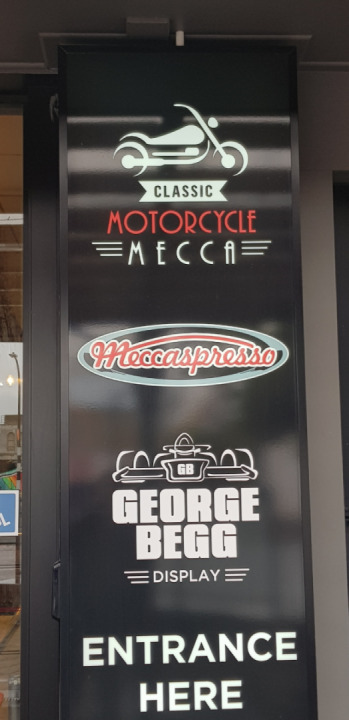 CLASSIC
MOTORCYCLE
MECCA
Meccaspresso
GB
GEORGE
BEGG
DISPLAY
ENTRANCE
HERE